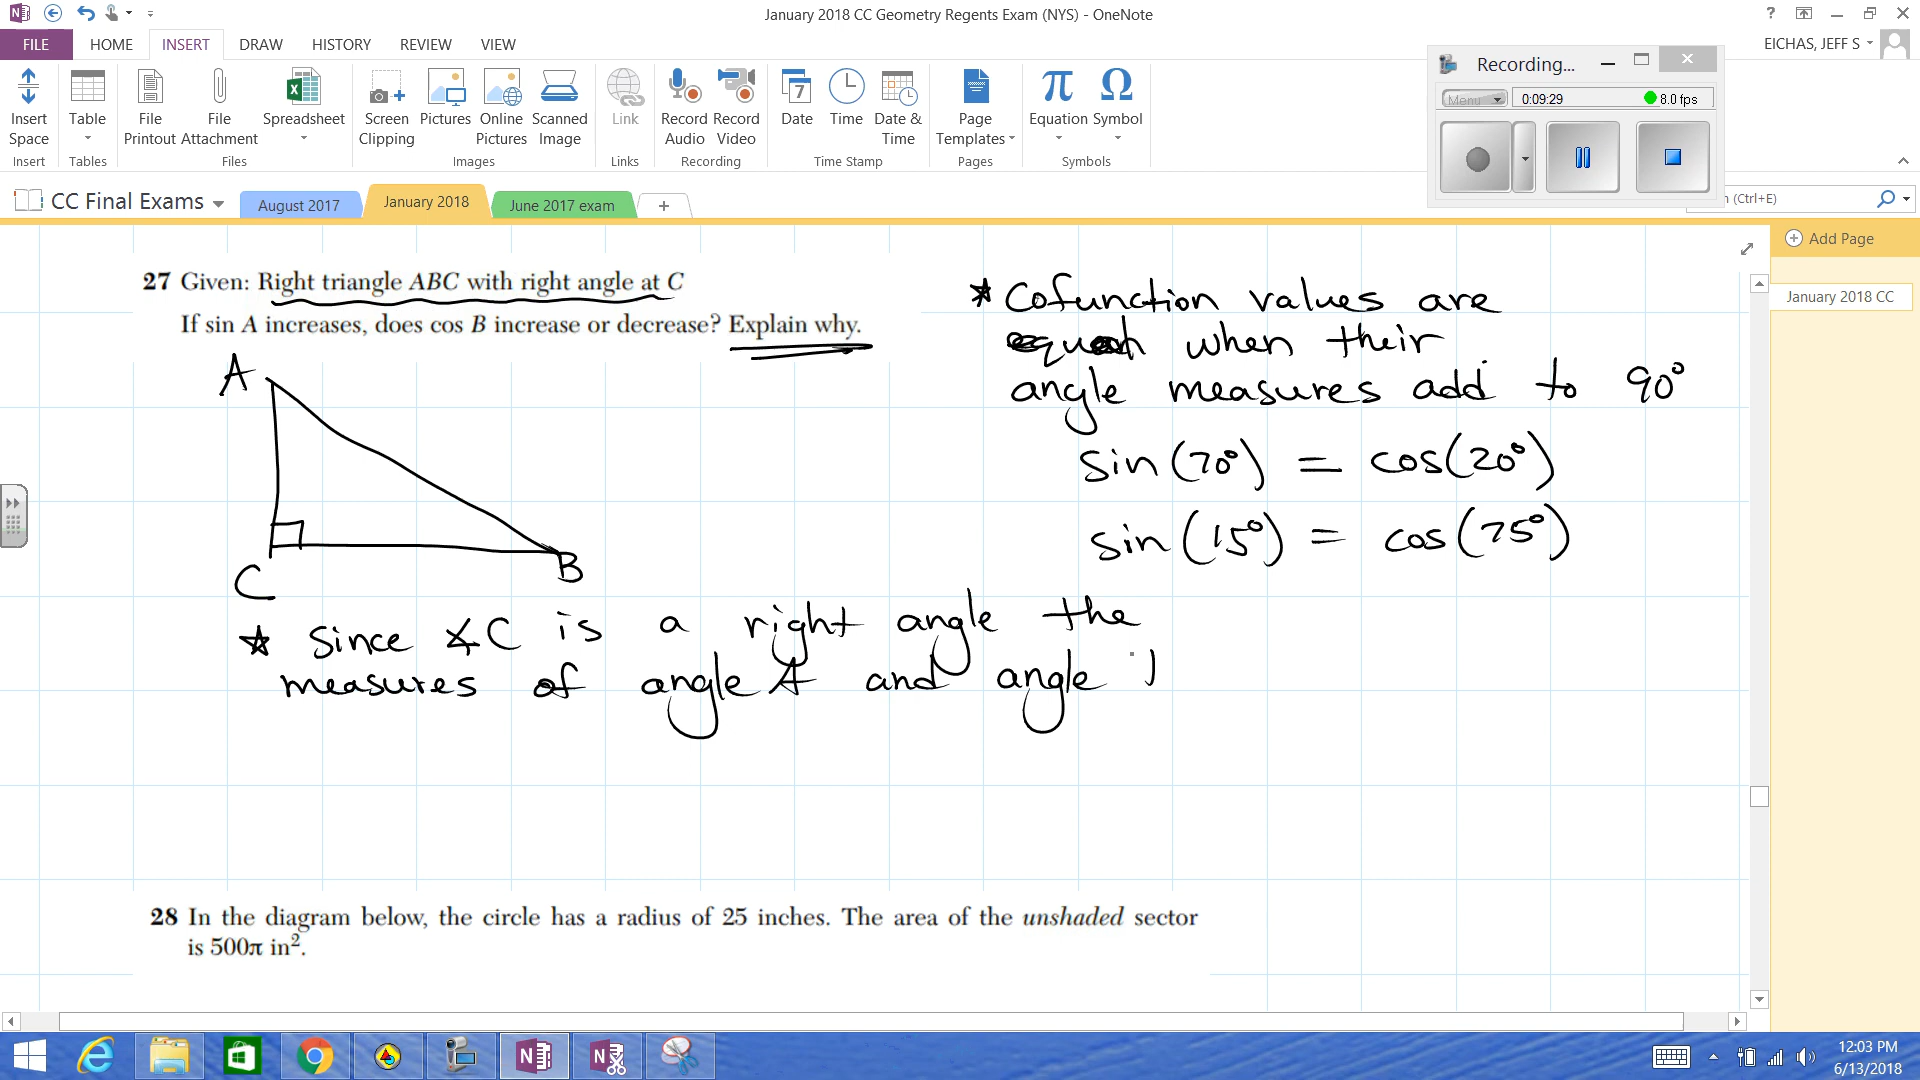 January 2018 CC Geometry Regents Exam (NYS) - OneNote
FILE HOME INSERT DRAW HISTORY REVIEW VIEW
EICHAS, JEFF S
Insert Space
Table
File Printout
File Attachment
Spreadsheet
Screen Clipping
Pictures
Online Pictures
Scanned Image
Link
Record Audio
Record Video
Date
Time
Date & Time
Page Templates
Equation
Symbol
Insert Tables Files Images Links Recording Time Stamp Pages Symbols
Recording...
Menu 0:09:29 8.0 fps
CC Final Exams August 2017 January 2018 June 2017 exam +
(Ctrl+E)
Add Page
January 2018 CC
27 Given: Right triangle ABC with right angle at C
If sin A increases, does cos B increase or decrease? Explain why.
A
C
B
* Cofunction values are
equal when their
angle measures add to 90°
sin(70°) = cos(20°)
sin(15°) = cos(75°)
* Since ∡C is a right angle the
measures of angle A and angle
28 In the diagram below, the circle has a radius of 25 inches. The area of the unshaded sector
is 500π in².
12:03 PM
6/13/2018